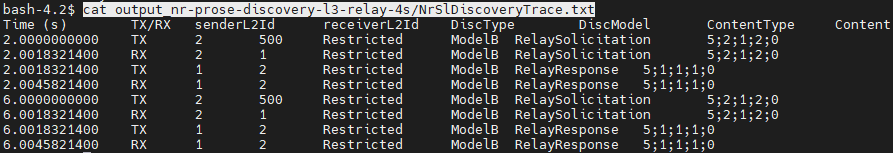 bash-4.2$ cat output_nr-prose-discovery-l3-relay-4s/NrSlDiscoveryTrace.txt
Time (s) TX/RX senderL2Id receiverL2Id DiscType DiscModel ContentType Content
2.0000000000 TX 2 500 Restricted ModelB RelaySolicitation 5;2;1;2;0
2.0018321400 RX 2 1 Restricted ModelB RelaySolicitation 5;2;1;2;0
2.0018321400 TX 1 2 Restricted ModelB RelayResponse 5;1;1;1;0
2.0045821400 RX 1 2 Restricted ModelB RelayResponse 5;1;1;1;0
6.0000000000 TX 2 500 Restricted ModelB RelaySolicitation 5;2;1;2;0
6.0018321400 RX 2 1 Restricted ModelB RelaySolicitation 5;2;1;2;0
6.0018321400 TX 1 2 Restricted ModelB RelayResponse 5;1;1;1;0
6.0045821400 RX 1 2 Restricted ModelB RelayResponse 5;1;1;1;0